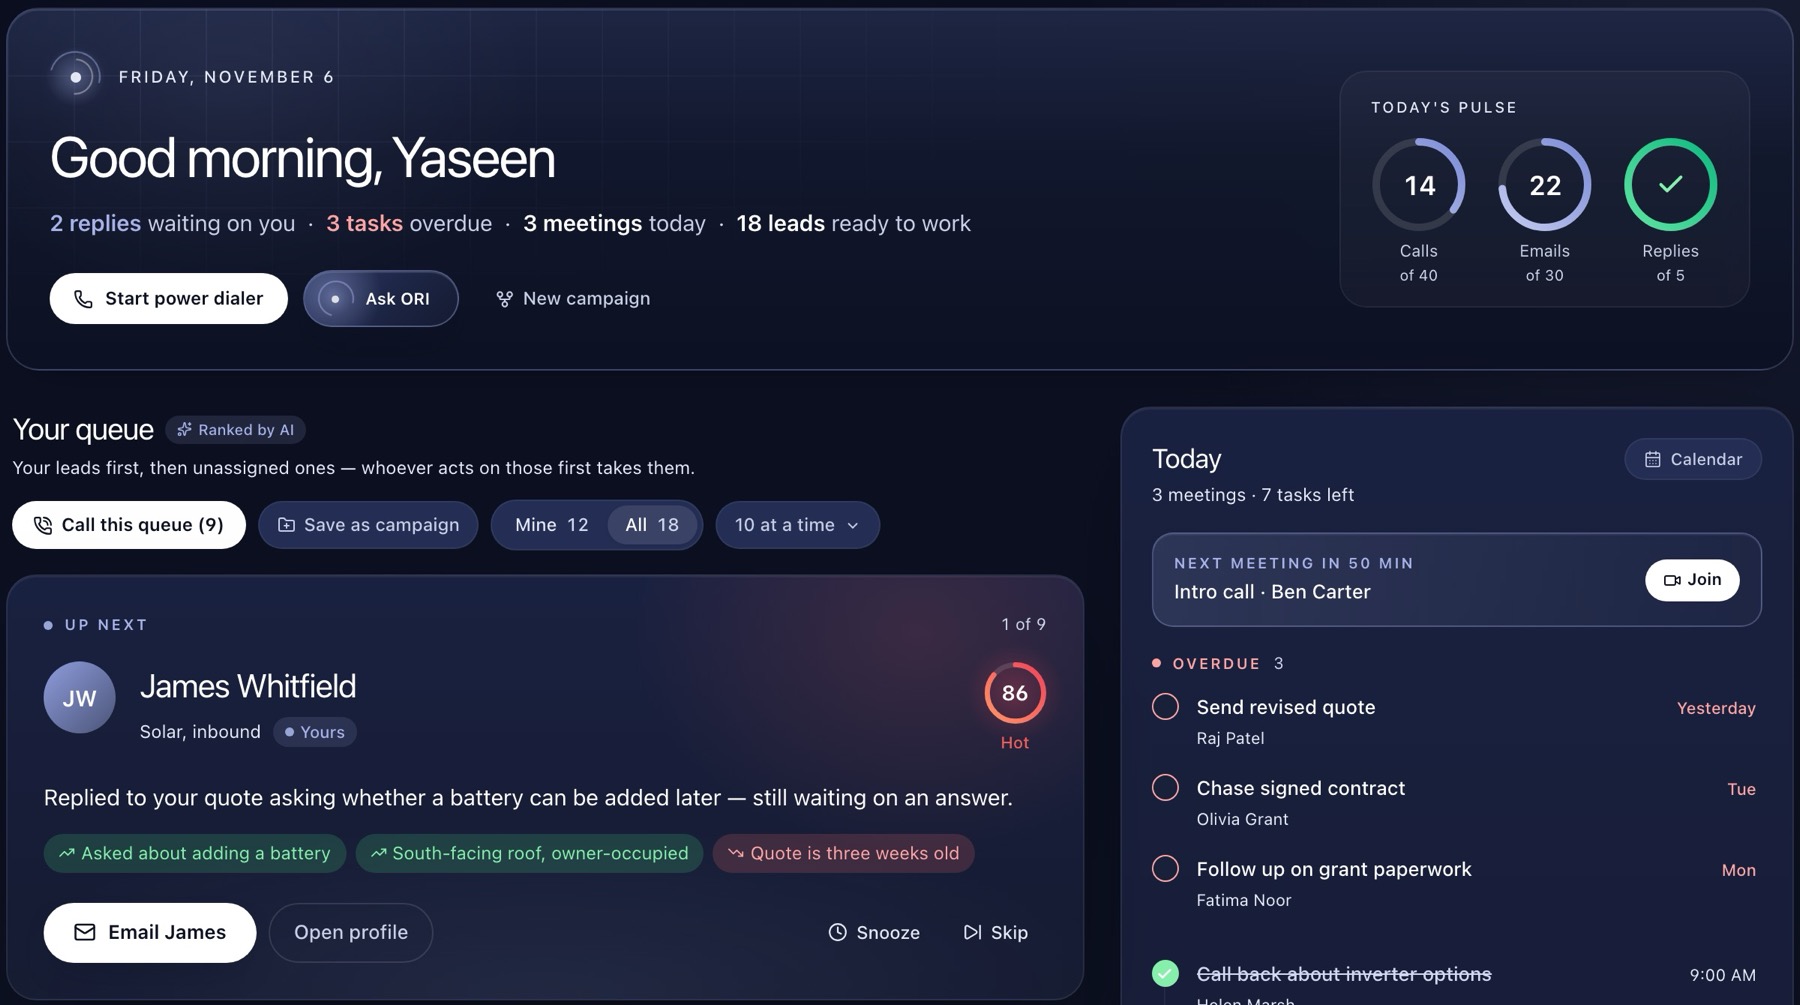 FRIDAY, NOVEMBER 6
Good morning, Yaseen
2 replies waiting on you · 3 tasks overdue · 3 meetings today · 18 leads ready to work
Start power dialer
Ask ORI
New campaign
TODAY'S PULSE
14
22
Calls
Emails
Replies
of 40
of 30
of 5
Your queue
Ranked by AI
Your leads first, then unassigned ones — whoever acts on those first takes them.
Call this queue (9)
Save as campaign
Mine 12
All 18
10 at a time
UP NEXT
1 of 9
JW
James Whitfield
Solar, inbound
Yours
86
Hot
Replied to your quote asking whether a battery can be added later — still waiting on an answer.
Asked about adding a battery
South-facing roof, owner-occupied
Quote is three weeks old
Email James
Open profile
Snooze
Skip
Today
Calendar
3 meetings · 7 tasks left
NEXT MEETING IN 50 MIN
Intro call · Ben Carter
Join
OVERDUE 3
Send revised quote
Yesterday
Raj Patel
Chase signed contract
Tue
Olivia Grant
Follow up on grant paperwork
Mon
Fatima Noor
Call back about inverter options
9:00 AM
Helen Marsh